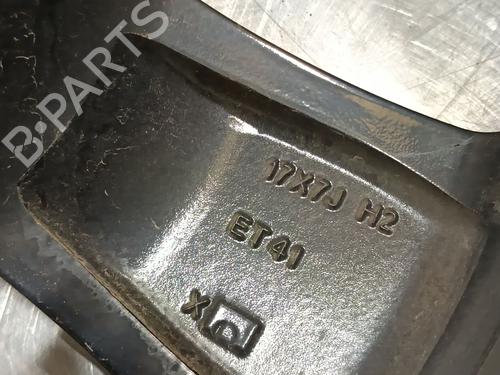 B-PARTS
17X7J H2
ET41
X